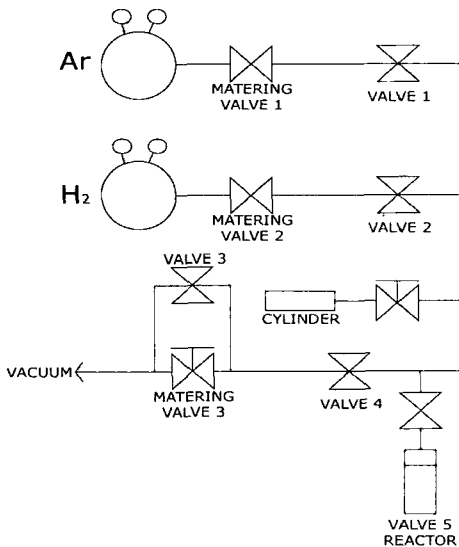 Ar
MATERING
VALVE 1
VALVE 1
H₂
MATERING
VALVE 2
VALVE 2
VALVE 3
CYLINDER
VACUUM
MATERING
VALVE 3
VALVE 4
VALVE 5
REACTOR